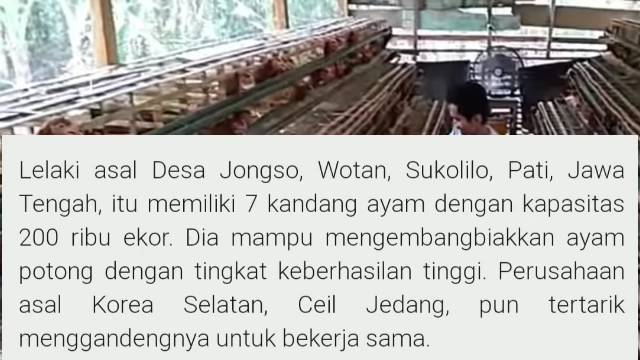 Lelaki asal Desa Jongso, Wotan, Sukolilo, Pati, Jawa
Tengah, itu memiliki 7 kandang ayam dengan kapasitas
200 ribu ekor. Dia mampu mengembangbiakkan ayam
potong dengan tingkat keberhasilan tinggi. Perusahaan
asal Korea Selatan, Ceil Jedang, pun tertarik
menggandengnya untuk bekerja sama.